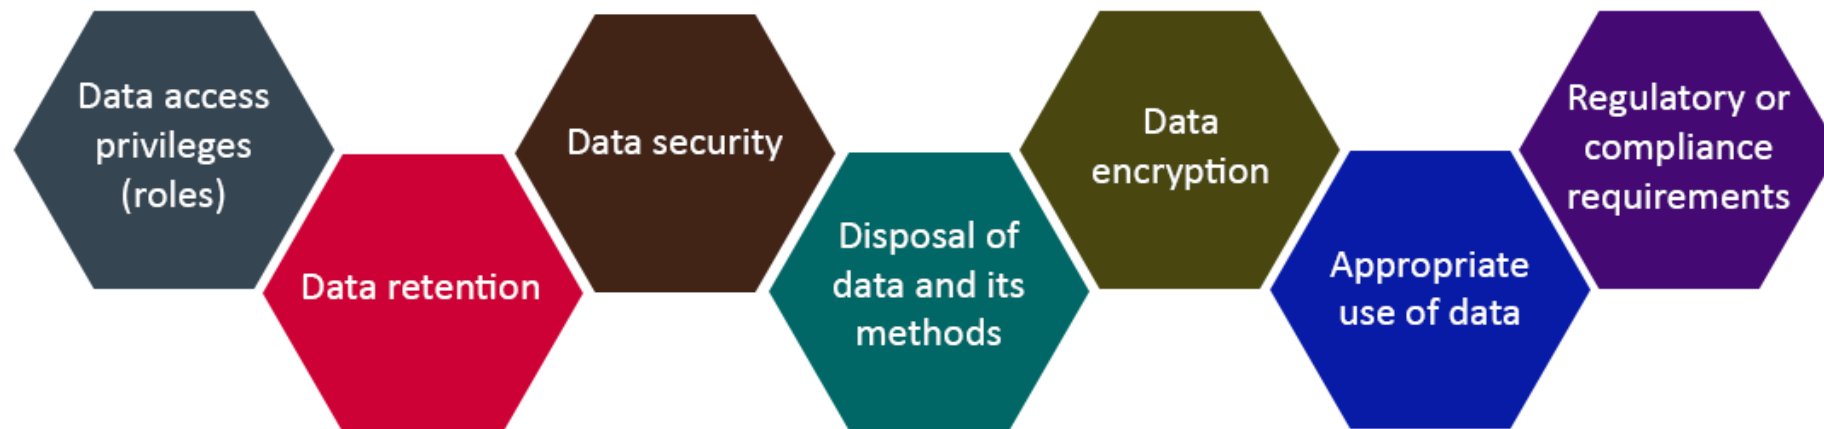 Data access
privileges
(roles)
Data retention
Data security
Disposal of
data and its
methods
Data
encryption
Appropriate
use of data
Regulatory or
compliance
requirements